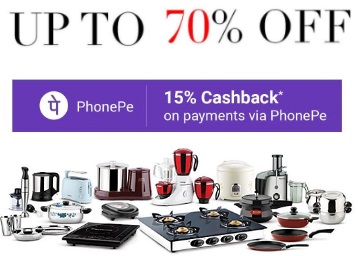 UP TO 70% OFF
पे PhonePe
15% Cashback*
on payments via PhonePe